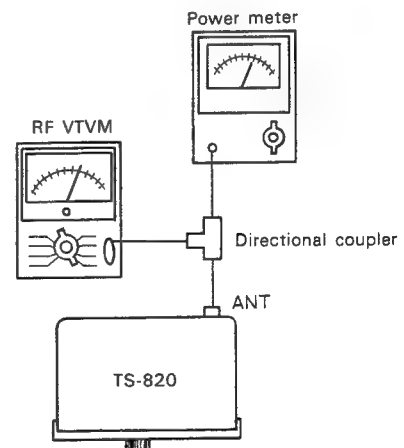 Power meter
RF VTVM
Directional coupler
ANT
TS-820